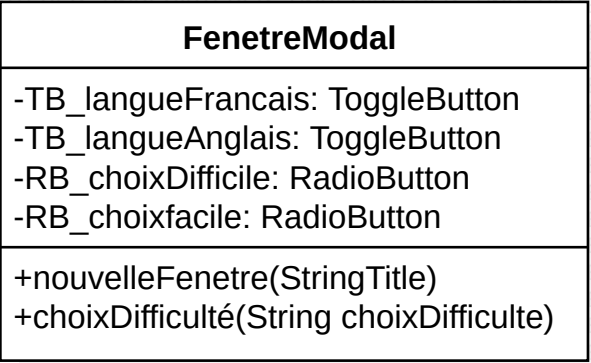 FenetreModal
-TB_langueFrancais: ToggleButton
-TB_langueAnglais: ToggleButton
-RB_choixDifficile: RadioButton
-RB_choixfacile: RadioButton
+nouvelleFenetre(StringTitle)
+choixDifficulté(String choixDifficulte)